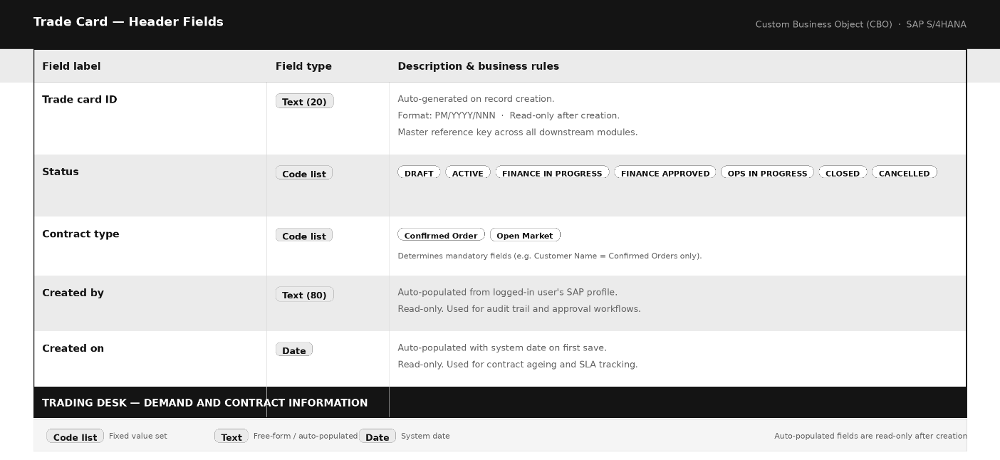 Trade Card — Header Fields
Custom Business Object (CBO) · SAP S/4HANA
Field label Field type Description & business rules
Trade card ID Text (20) Auto-generated on record creation.
Format: PM/YYYY/NNN · Read-only after creation.
Master reference key across all downstream modules.
Status Code list DRAFT ACTIVE FINANCE IN PROGRESS FINANCE APPROVED OPS IN PROGRESS CLOSED CANCELLED
Contract type Code list Confirmed Order Open Market
Determines mandatory fields (e.g. Customer Name = Confirmed Orders only).
Created by Text (80) Auto-populated from logged-in user's SAP profile.
Read-only. Used for audit trail and approval workflows.
Created on Date Auto-populated with system date on first save.
Read-only. Used for contract ageing and SLA tracking.
TRADING DESK — DEMAND AND CONTRACT INFORMATION
Code list Fixed value set Text Free-form / auto-populated Date System date Auto-populated fields are read-only after creation